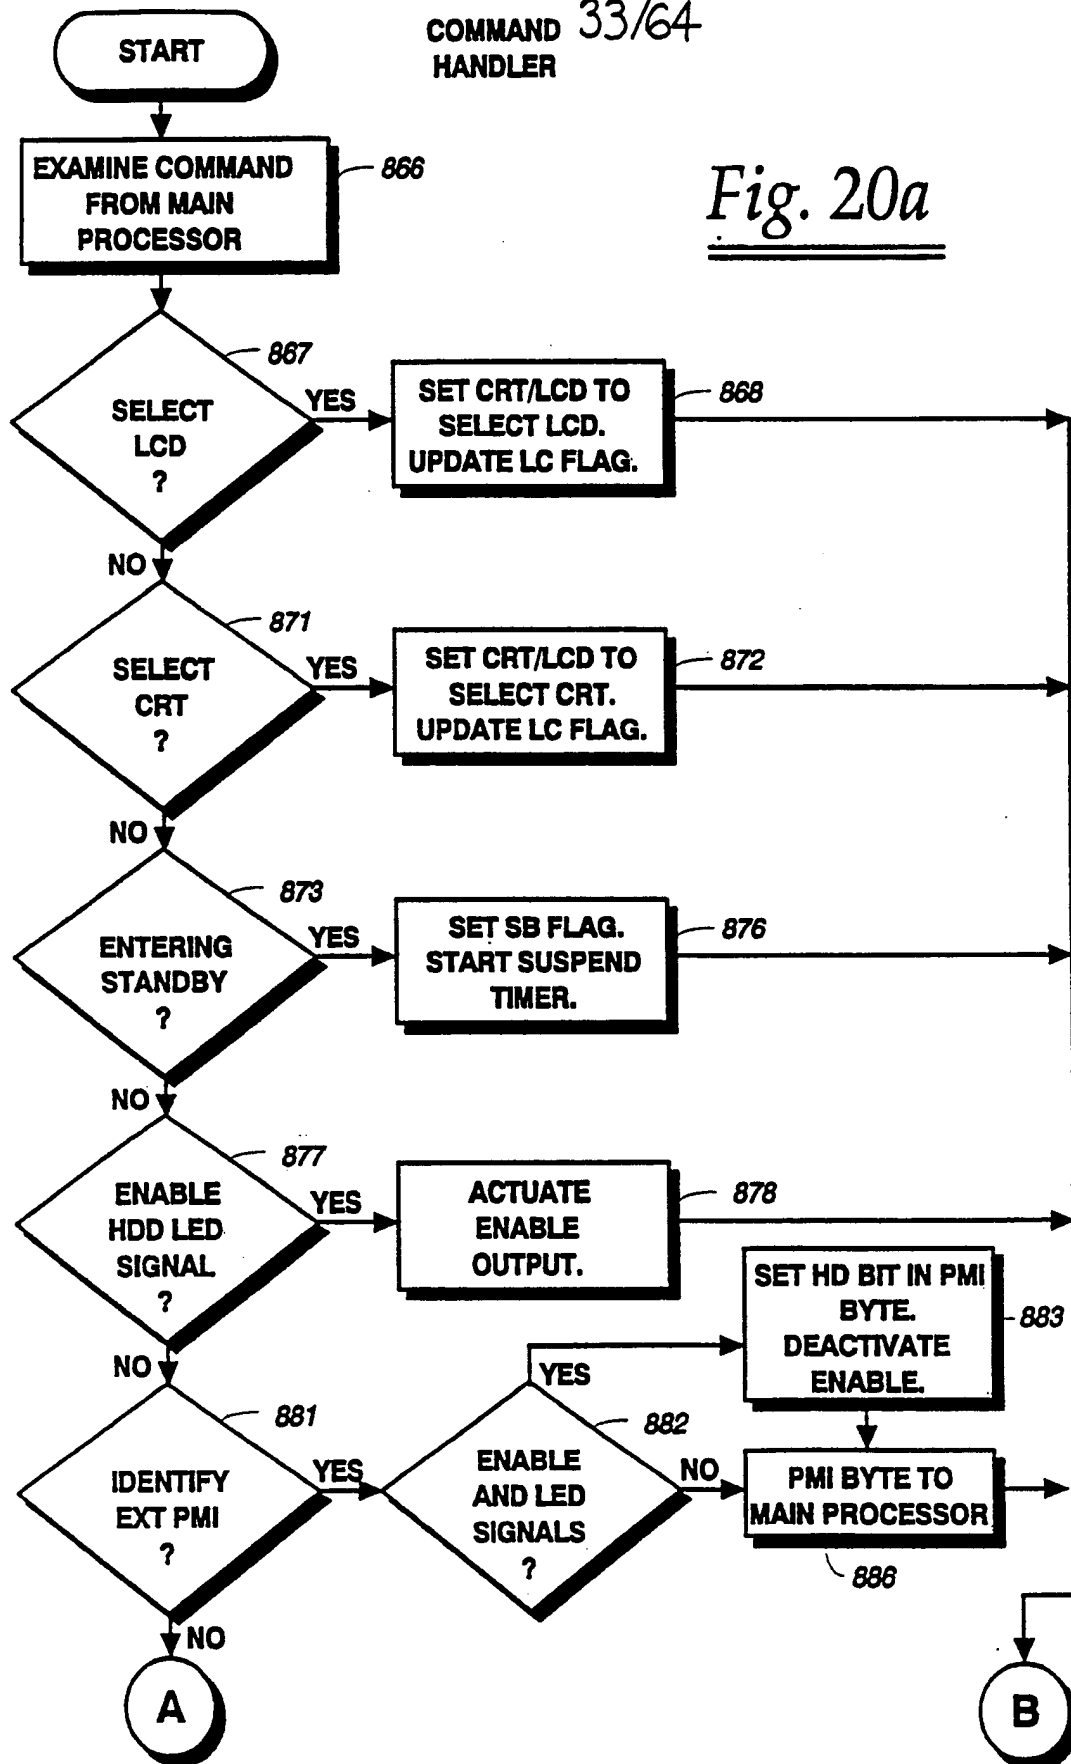 COMMAND 33/64
HANDLER
START
Fig. 20a
EXAMINE COMMAND
FROM MAIN
PROCESSOR
866
SELECT
LCD
?
867
YES
SET CRT/LCD TO
SELECT LCD.
UPDATE LC FLAG.
868
NO
SELECT
CRT
?
871
YES
SET CRT/LCD TO
SELECT CRT.
UPDATE LC FLAG.
872
NO
ENTERING
STANDBY
?
873
YES
SET SB FLAG.
START SUSPEND
TIMER.
876
NO
ENABLE
HDD LED
SIGNAL
?
877
YES
ACTUATE
ENABLE
OUTPUT.
878
NO
IDENTIFY
EXT PMI
?
881
YES
ENABLE
AND LED
SIGNALS
?
882
YES
SET HD BIT IN PMI
BYTE.
DEACTIVATE
ENABLE.
883
NO
PMI BYTE TO
MAIN PROCESSOR
886
NO
A
B